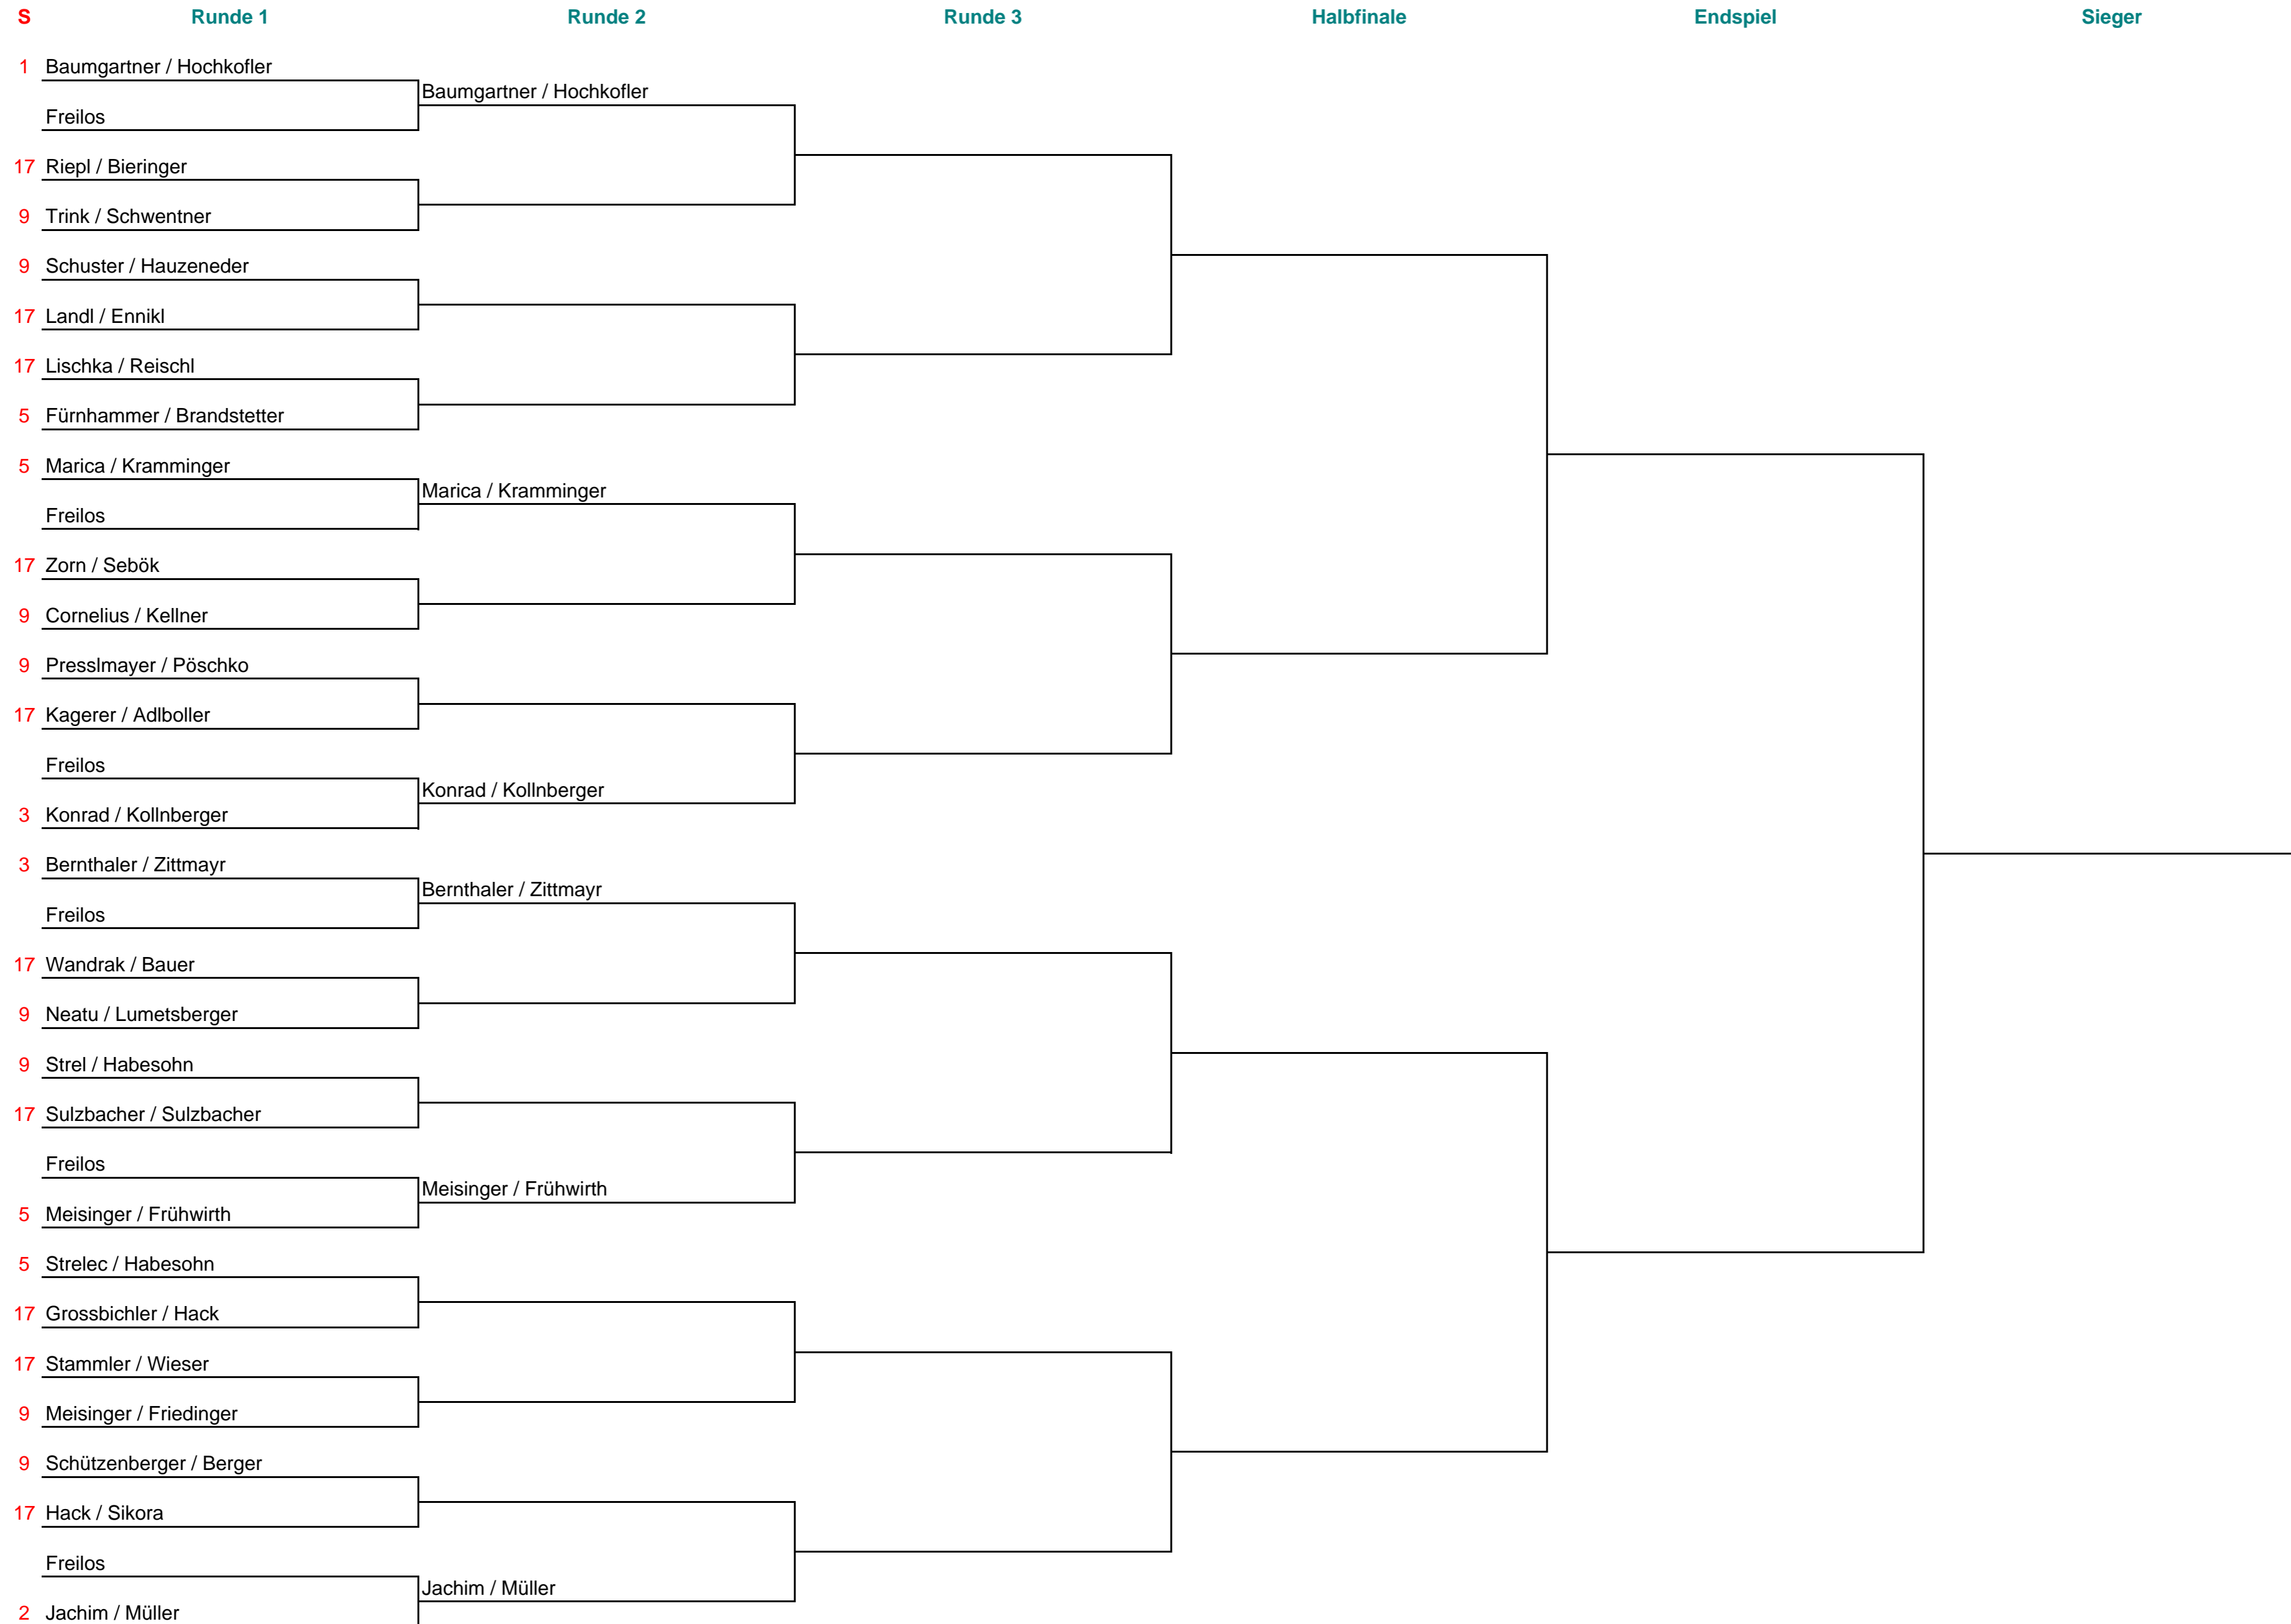 S Runde 1 Runde 2 Runde 3 Halbfinale Endspiel Sieger
1 Baumgartner / Hochkofler
Baumgartner / Hochkofler
Freilos
17 Riepl / Bieringer
9 Trink / Schwentner
9 Schuster / Hauzeneder
17 Landl / Ennikl
17 Lischka / Reischl
5 Fürnhammer / Brandstetter
5 Marica / Kramminger
Marica / Kramminger
Freilos
17 Zorn / Sebök
9 Cornelius / Kellner
9 Presslmayer / Pöschko
17 Kagerer / Adlboller
Freilos
Konrad / Kollnberger
3 Konrad / Kollnberger
3 Bernthaler / Zittmayr
Bernthaler / Zittmayr
Freilos
17 Wandrak / Bauer
9 Neatu / Lumetsberger
9 Strel / Habesohn
17 Sulzbacher / Sulzbacher
Freilos
Meisinger / Frühwirth
5 Meisinger / Frühwirth
5 Strelec / Habesohn
17 Grossbichler / Hack
17 Stammler / Wieser
9 Meisinger / Friedinger
9 Schützenberger / Berger
17 Hack / Sikora
Freilos
Jachim / Müller
2 Jachim / Müller